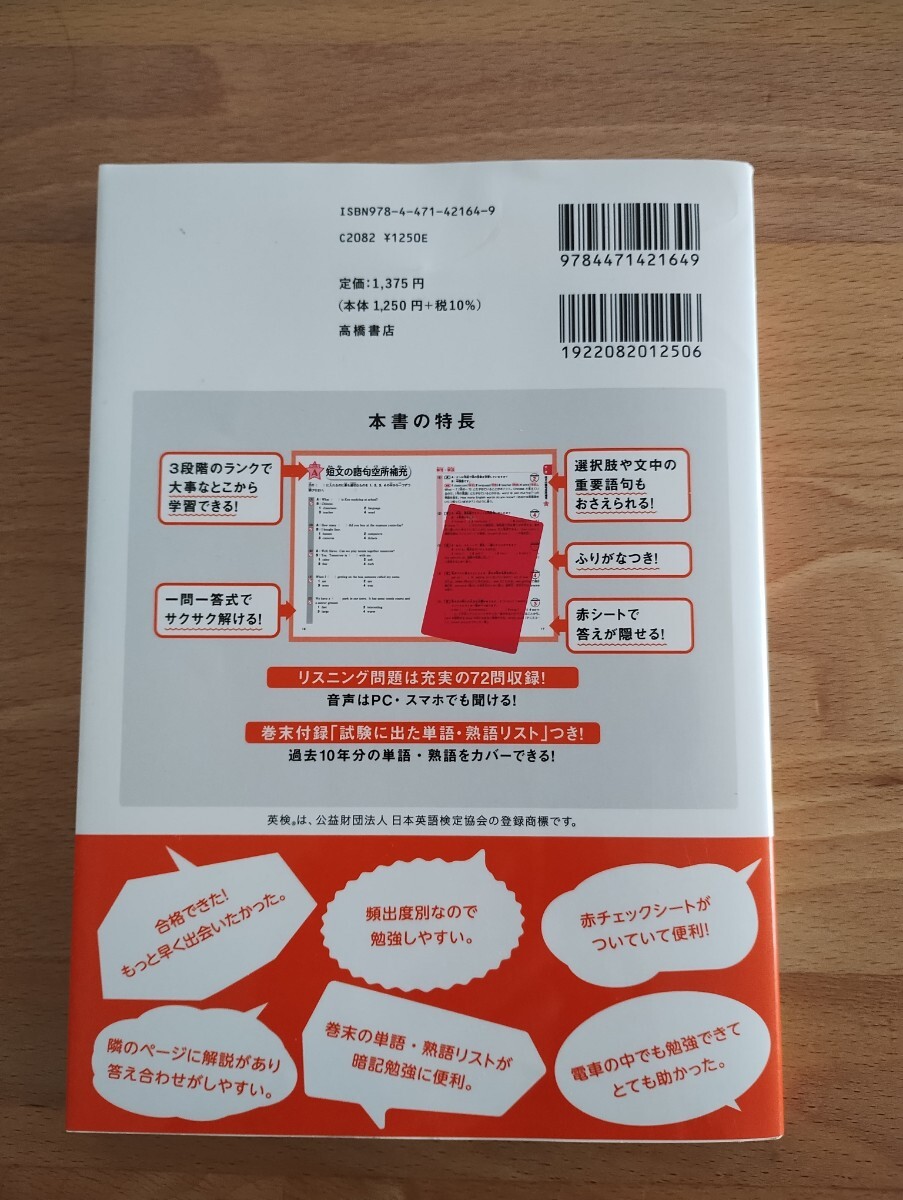 ISBN978-4-471-42164-9
C2082 ¥1250E
9784471421649
定価:1,375円
(本体1,250円+税10%)
高橋書店
1922082012506
本書の特長
3段階のランクで
大事なとこから
学習できる!
短文の語句空所補充
選択肢や文中の
重要語句も
おさえられる!
ふりがなつき!
一問一答式で
サクサク解ける!
赤シートで
答えが隠せる!
リスニング問題は充実の72問収録!
音声はPC・スマホでも聞ける!
巻末付録「試験に出た単語・熟語リスト」つき!
過去10年分の単語・熟語をカバーできる!
英検®は、公益財団法人 日本英語検定協会の登録商標です。
合格できた!
もっと早く出会いたかった。
頻出度別なので
勉強しやすい。
赤チェックシートが
ついていて便利!
隣のページに解説があり
答え合わせがしやすい。
巻末の単語・熟語リストが
暗記勉強に便利。
電車の中でも勉強できて
とても助かった。